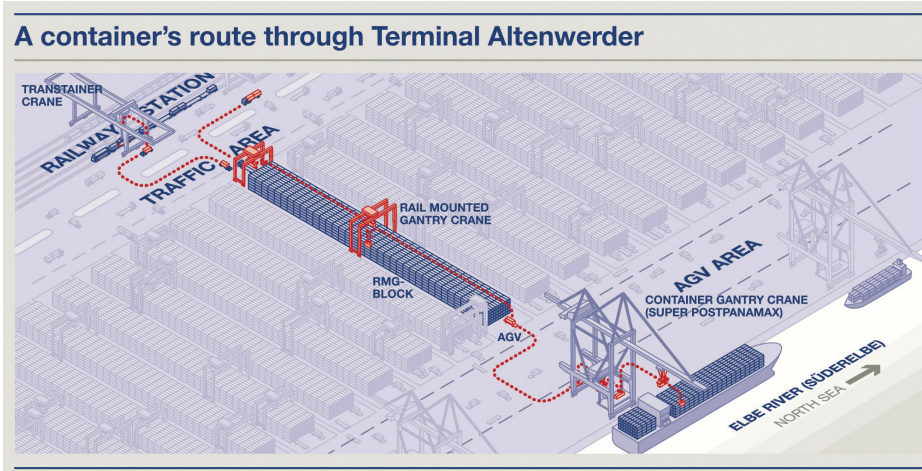 A container's route through Terminal Altenwerder
TRANSTAINER
CRANE
RAILWAY STATION
TRAFFIC AREA
RAIL MOUNTED
GANTRY CRANE
RMG-
BLOCK
AGV
AGV AREA
CONTAINER GANTRY CRANE
(SUPER POSTPANAMAX)
ELBE RIVER (SÜDERELBE)
NORTH SEA